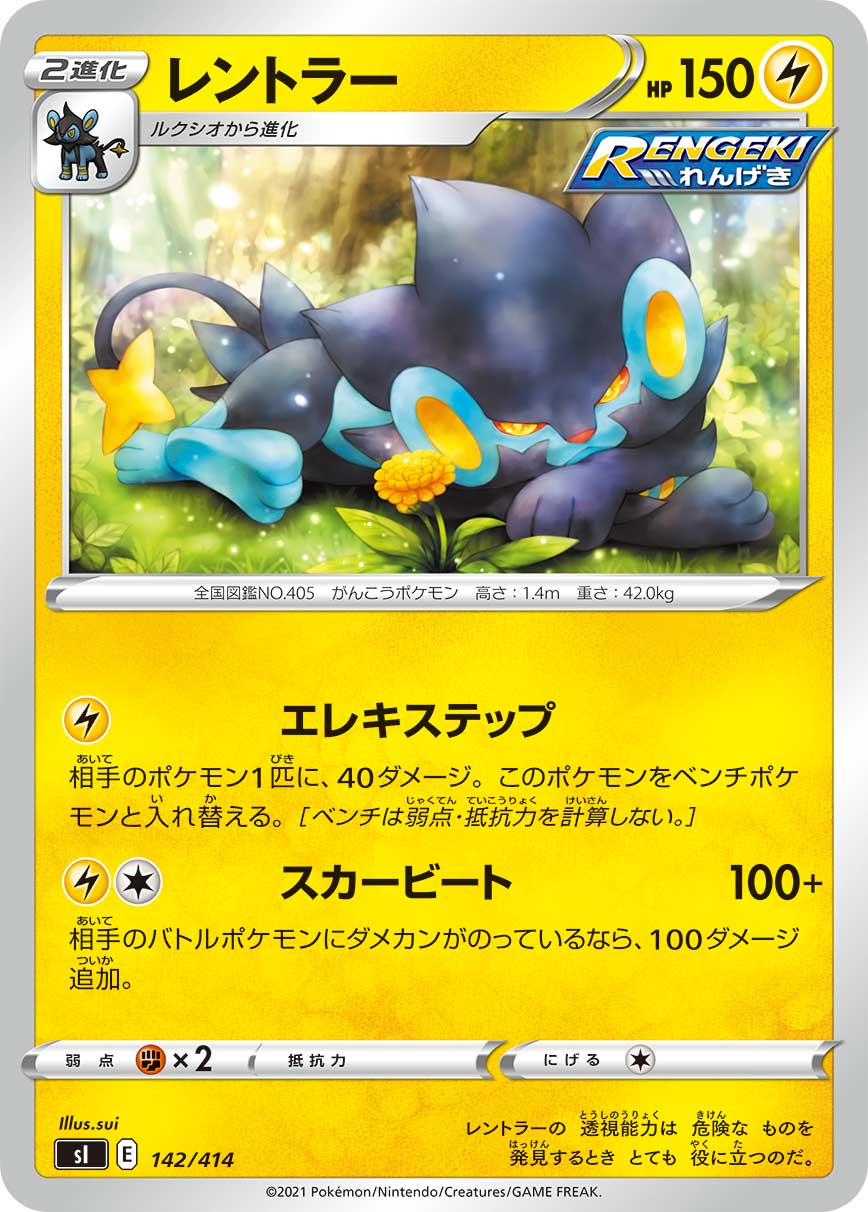 2進化
レントラー
HP 150
ルクシオから進化
RENGEKI
れんげき
全国図鑑NO.405 がんこうポケモン 高さ：1.4m 重さ：42.0kg
エレキステップ
相手のポケモン1匹に、40ダメージ。このポケモンをベンチポケ
モンと入れ替える。［ベンチは弱点・抵抗力を計算しない。］
スカービート 100+
相手のバトルポケモンにダメカンがのっているなら、100ダメージ
追加。
弱点 ×2 抵抗力 にげる
Illus.sui
sI E 142/414
レントラーの 透視能力は 危険な ものを
発見するとき とても 役に立つのだ。
©2021 Pokémon/Nintendo/Creatures/GAME FREAK.